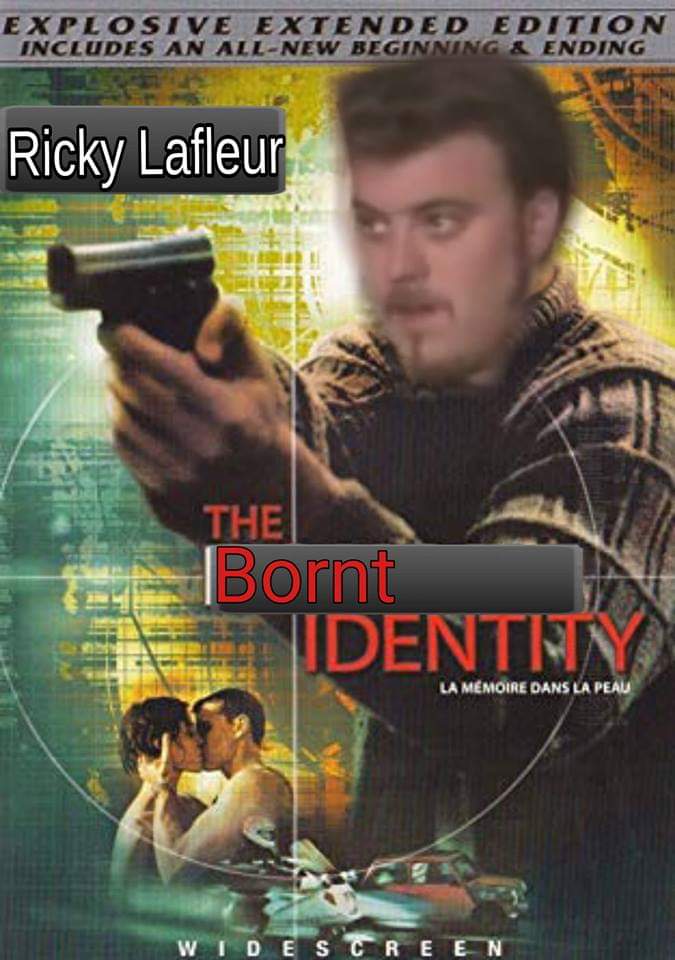 EXPLOSIVE EXTENDED EDITION
INCLUDES AN ALL-NEW BEGINNING & ENDING
Ricky Lafleur
THE
Bornt
IDENTITY
LA MÉMOIRE DANS LA PEAU
WIDESCREEN